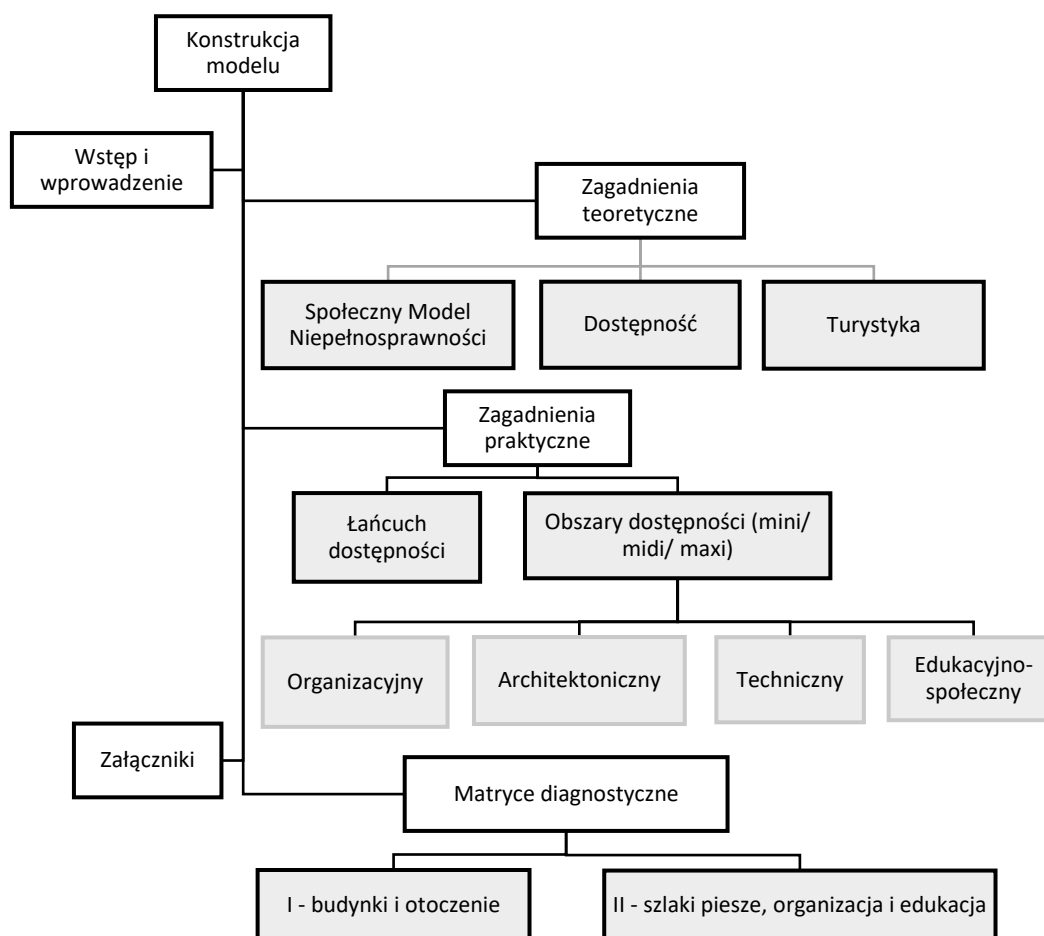 Konstrukcja
modelu
Wstęp i
wprowadzenie
Zagadnienia
teoretyczne
Społeczny Model
Niepełnosprawności
Dostępność
Turystyka
Zagadnienia
praktyczne
Łańcuch
dostępności
Obszary dostępności (mini/
midi/ maxi)
Organizacyjny
Architektoniczny
Techniczny
Edukacyjno-
społeczny
Załączniki
Matryce diagnostyczne
I - budynki i otoczenie
II - szlaki piesze, organizacja i edukacja